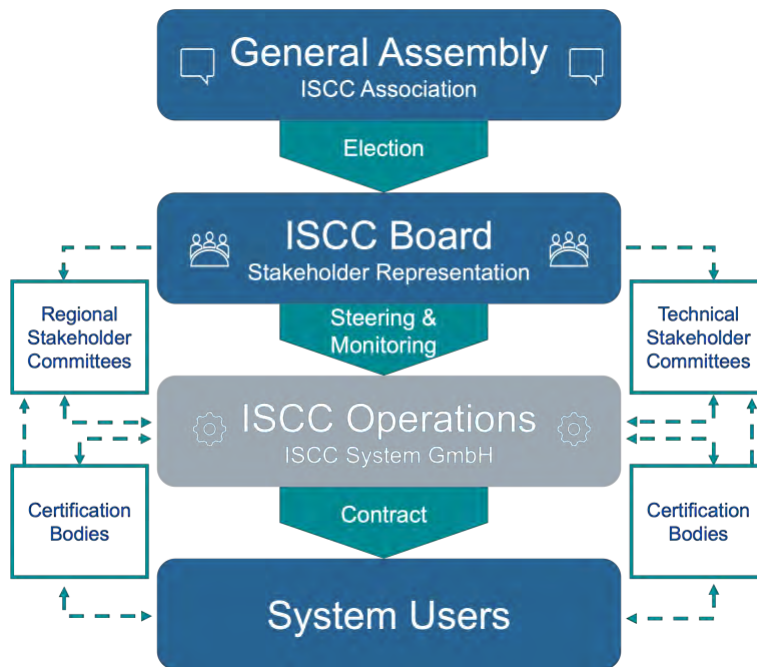 General Assembly
ISCC Association
Election
ISCC Board
Stakeholder Representation
Regional
Stakeholder
Committees
Steering &
Monitoring
Technical
Stakeholder
Committees
ISCC Operations
ISCC System GmbH
Certification
Bodies
Contract
Certification
Bodies
System Users